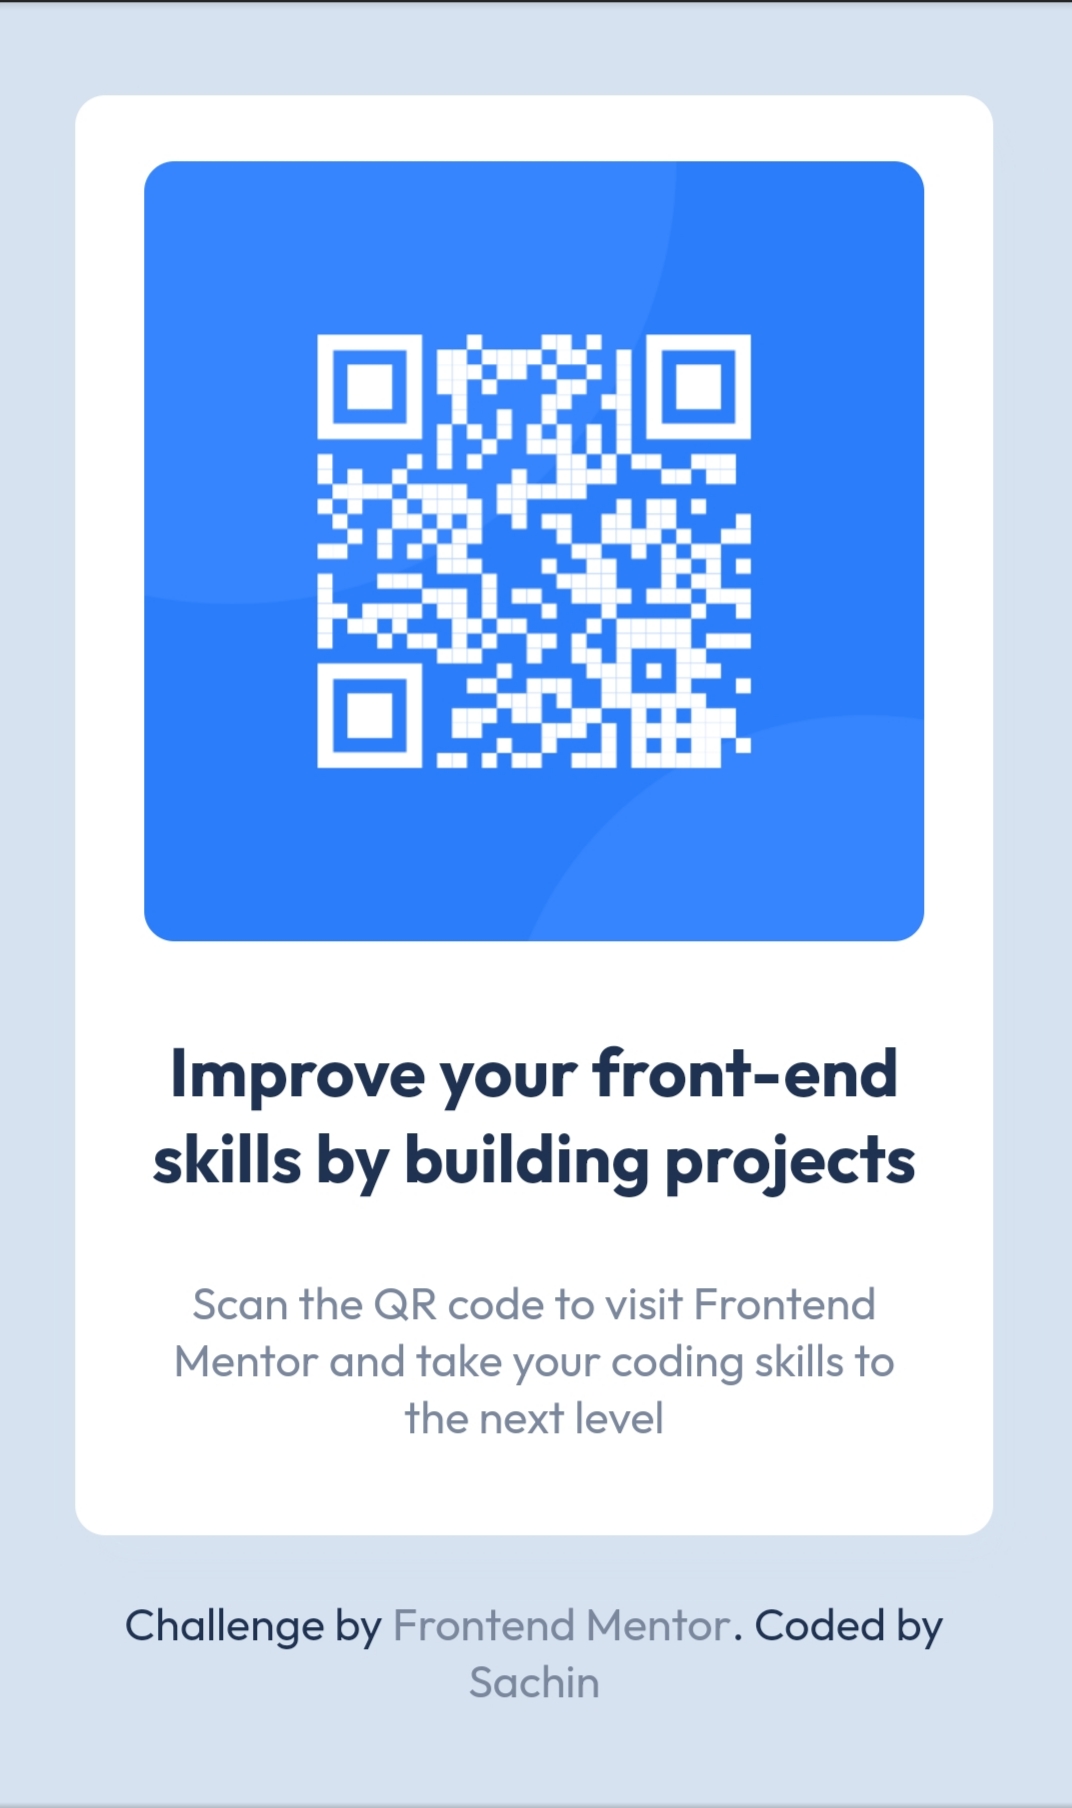 Improve your front-end
skills by building projects
Scan the QR code to visit Frontend
Mentor and take your coding skills to
the next level
Challenge by Frontend Mentor. Coded by
Sachin